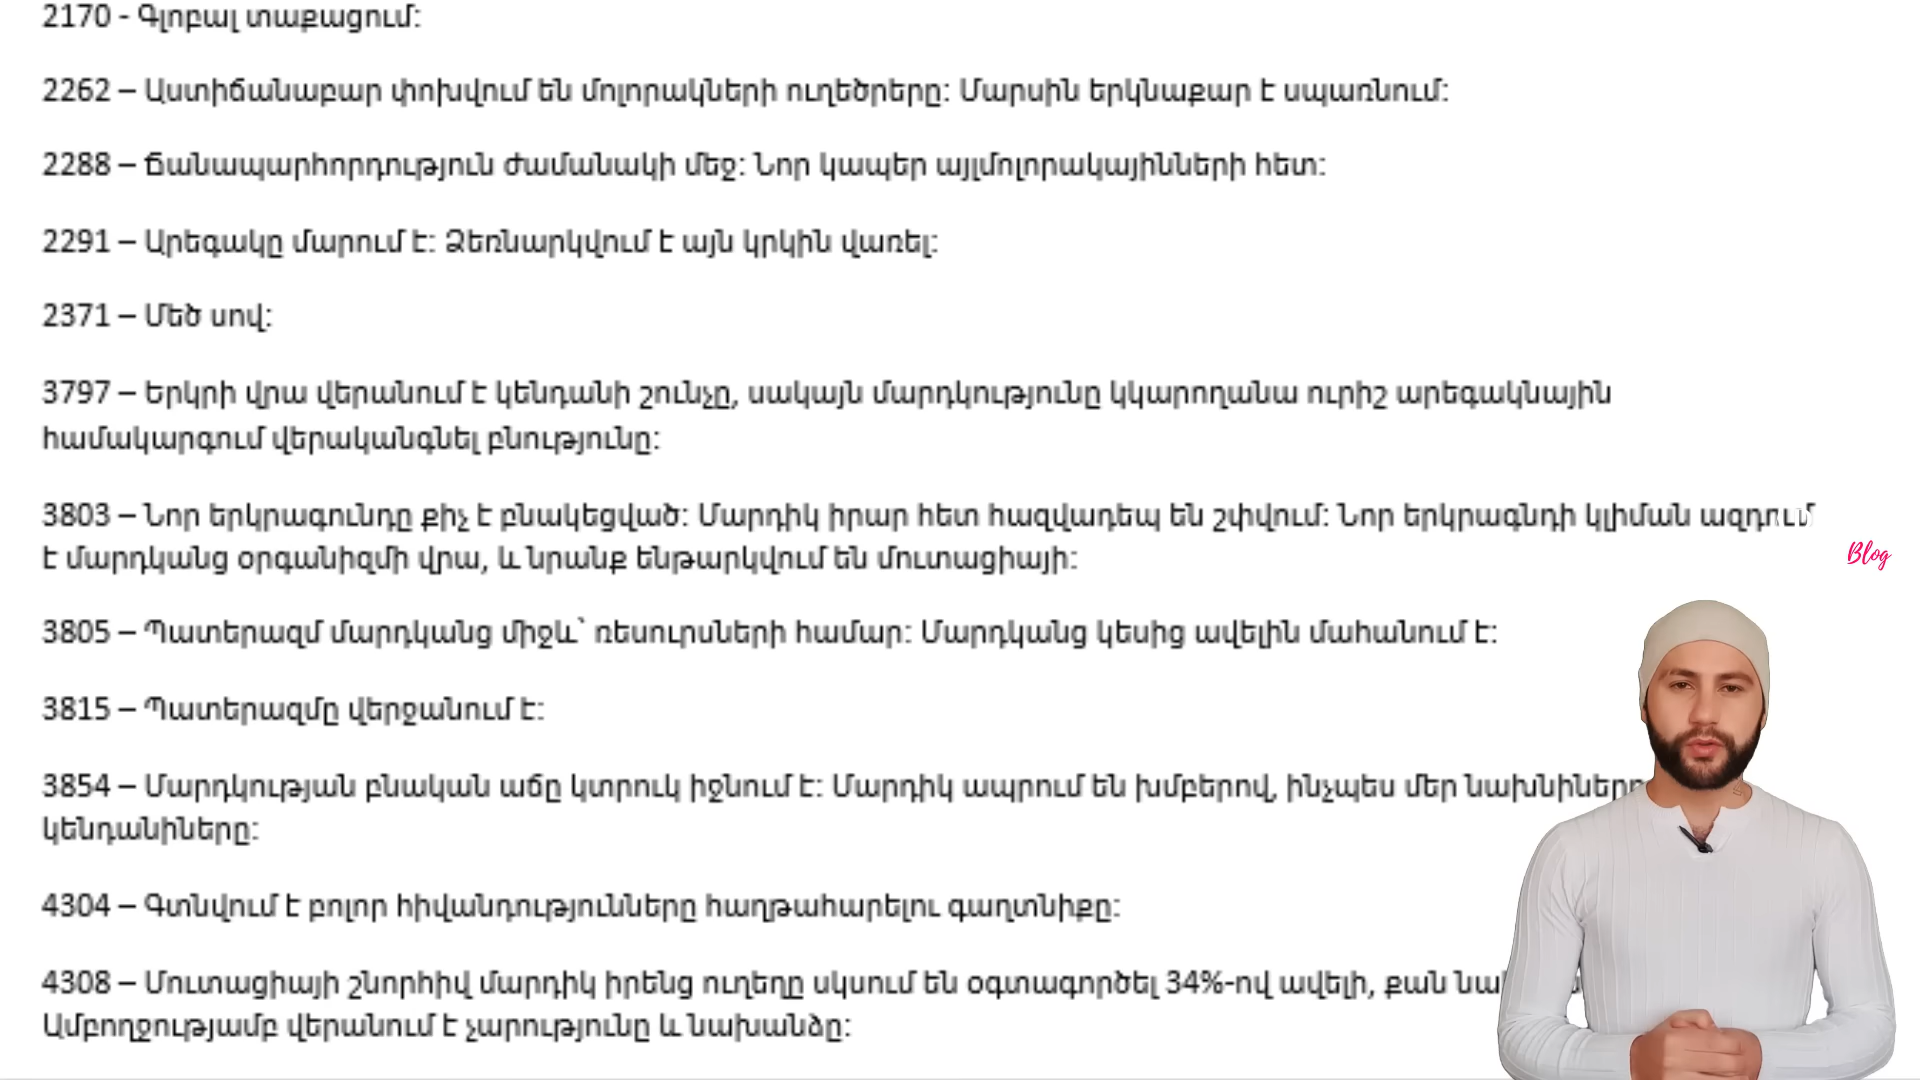 2170 - Գլոբալ տաքացում:
2262 – Աստիճանաբար փոխվում են մոլորակների ուղեծրերը: Մարսին երկնաքար է սպառնում:
2288 – Ճանապարհորդություն ժամանակի մեջ: Նոր կապեր այլմոլորակայինների հետ:
2291 – Արեգակը մարում է: Ձեռնարկվում է այն կրկին վառել:
2371 – Մեծ սով:
3797 – Երկրի վրա վերանում է կենդանի շունչը, սակայն մարդկությունը կկարողանա ուրիշ արեգակնային
համակարգում վերականգնել բնությունը:
3803 – Նոր երկրագունդը քիչ է բնակեցված: Մարդիկ իրար հետ հազվադեպ են շփվում: Նոր երկրագնդի կլիման ազդում
է մարդկանց օրգանիզմի վրա, և նրանք ենթարկվում են մուտացիայի:
Blog
3805 – Պատերազմ մարդկանց միջև՝ ռեսուրսների համար: Մարդկանց կեսից ավելին մահանում է:
3815 – Պատերազմը վերջանում է:
3854 – Մարդկության բնական աճը կտրուկ իջնում է: Մարդիկ ապրում են խմբերով, ինչպես մեր նախնիները
կենդանիները:
4304 – Գտնվում է բոլոր հիվանդությունները հաղթահարելու գաղտնիքը:
4308 – Մուտացիայի շնորհիվ մարդիկ իրենց ուղեղը սկսում են օգտագործել 34%-ով ավելի, քան
Ամբողջությամբ վերանում է չարությունը և նախանձը: